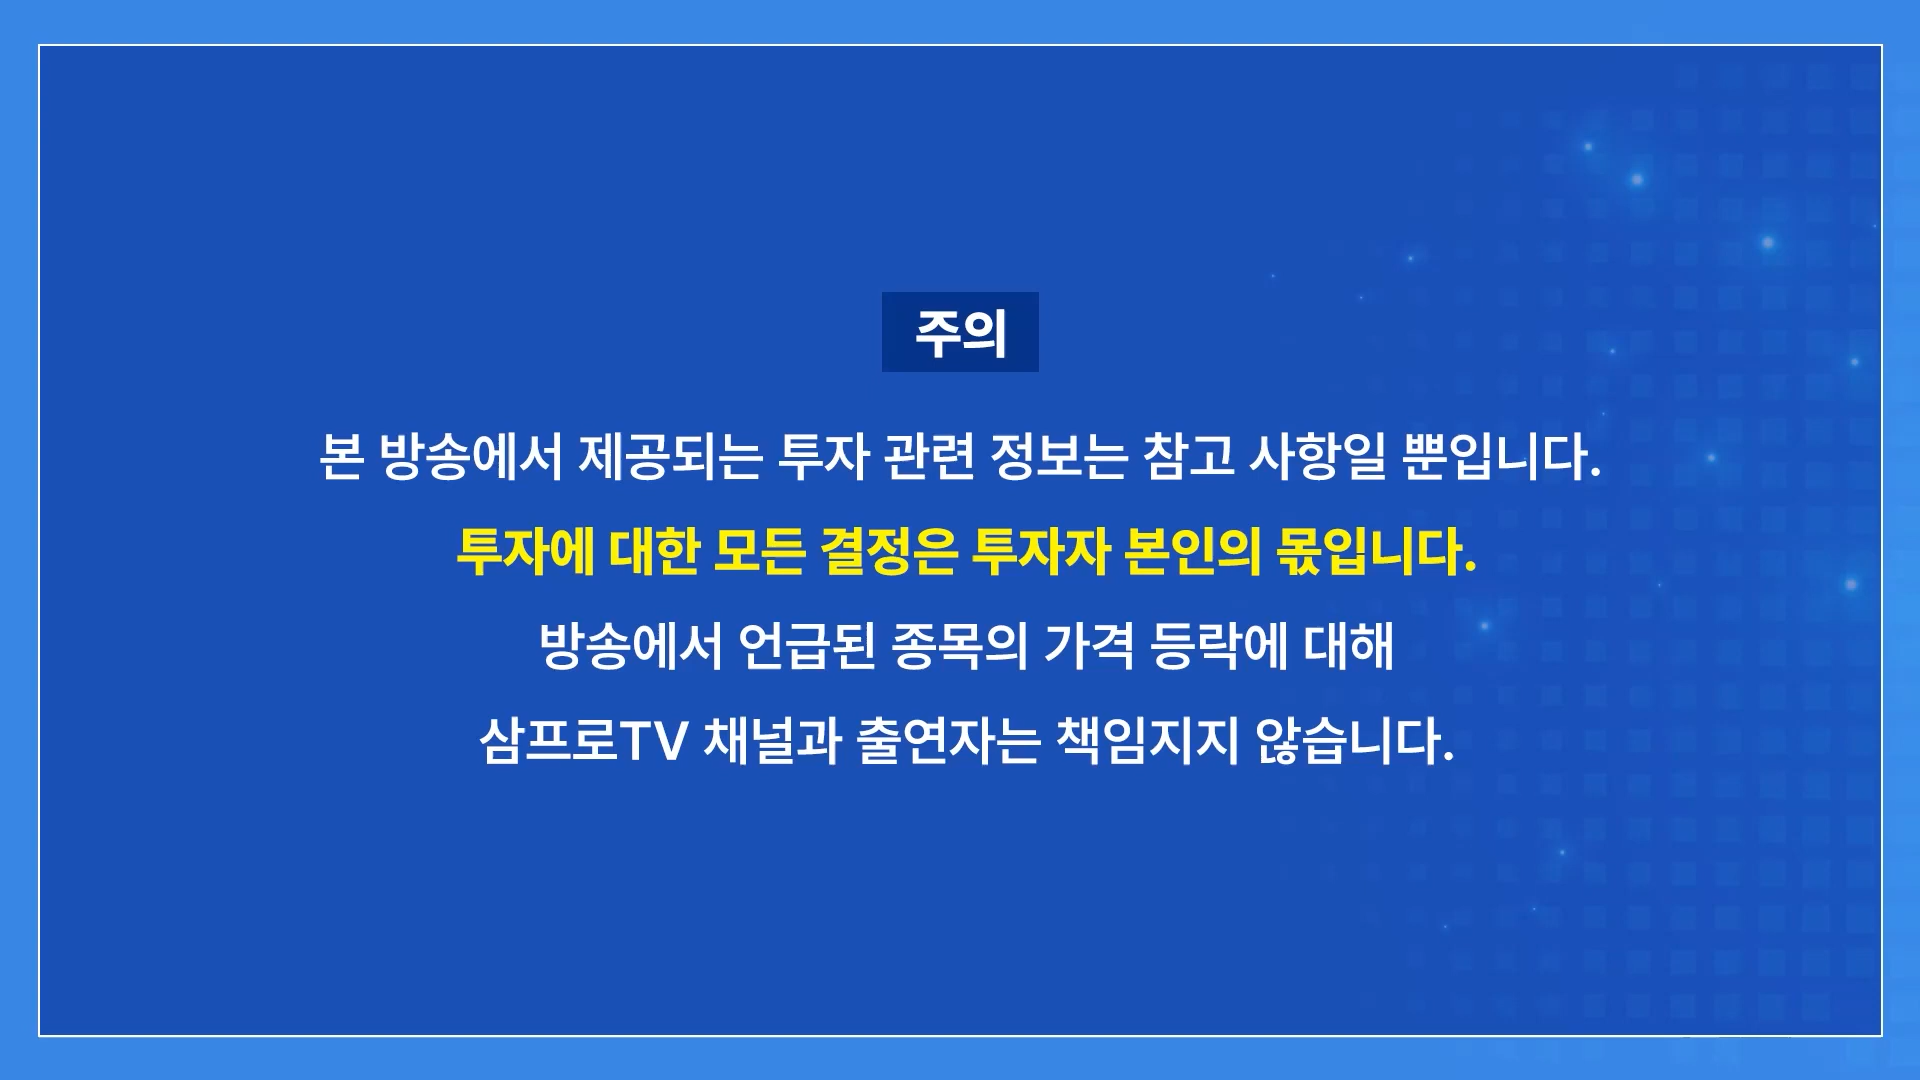 주의
본 방송에서 제공되는 투자 관련 정보는 참고 사항일 뿐입니다.
투자에 대한 모든 결정은 투자자 본인의 몫입니다.
방송에서 언급된 종목의 가격 등락에 대해
삼프로TV 채널과 출연자는 책임지지 않습니다.